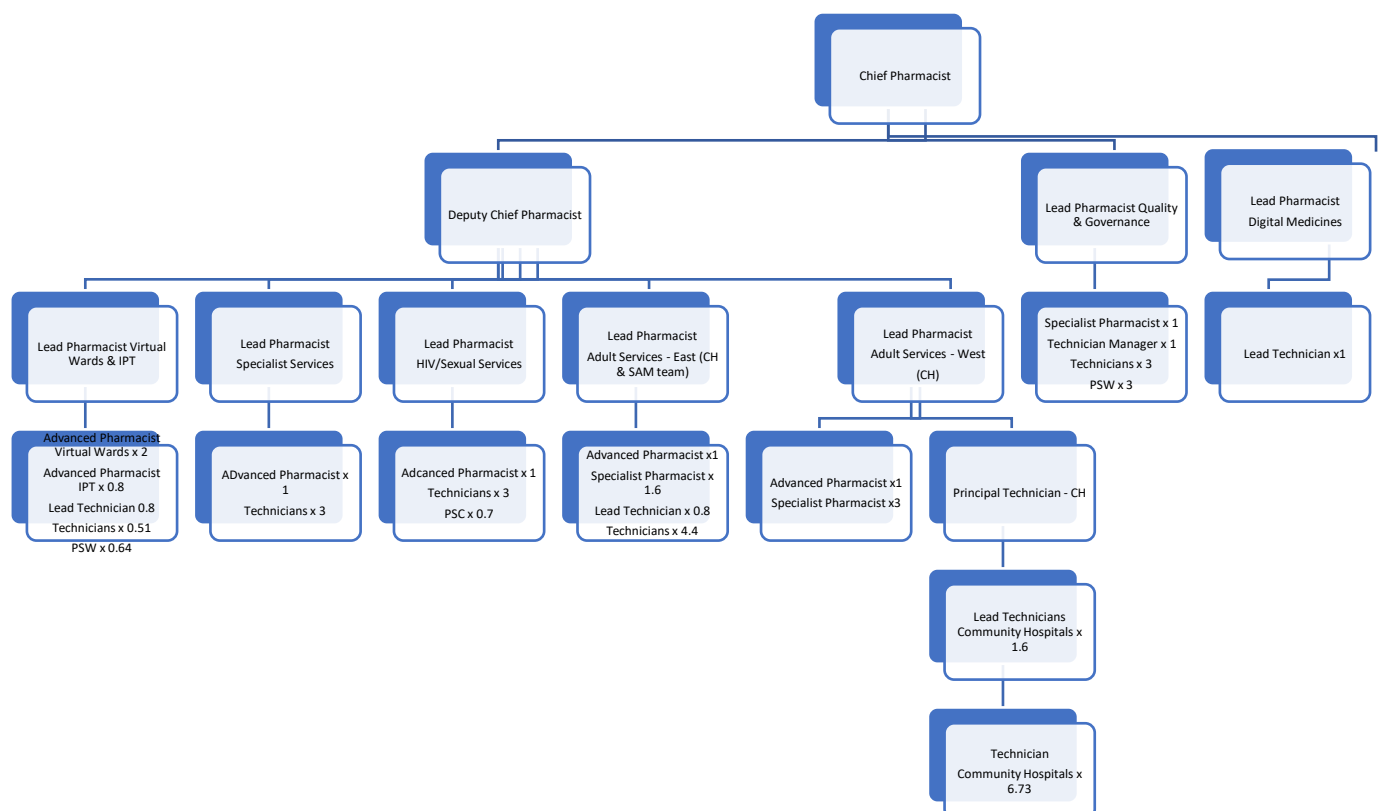 Chief Pharmacist
Deputy Chief Pharmacist
Lead Pharmacist Quality
& Governance
Lead Pharmacist
Digital Medicines
Lead Pharmacist Virtual
Wards & IPT
Lead Pharmacist
Specialist Services
Lead Pharmacist
HIV/Sexual Services
Lead Pharmacist
Adult Services - East (CH
& SAM team)
Lead Pharmacist
Adult Services - West
(CH)
Specialist Pharmacist x 1
Technician Manager x 1
Technicians x 3
PSW x 3
Lead Technician x1
Advanced Pharmacist
Virtual Wards x 2
Advanced Pharmacist
IPT x 0.8
Lead Technician 0.8
Technicians x 0.51
PSW x 0.64
ADvanced Pharmacist x
1
Technicians x 3
Adcanced Pharmacist x 1
Technicians x 3
PSC x 0.7
Advanced Pharmacist x1
Specialist Pharmacist x
1.6
Lead Technician x 0.8
Technicians x 4.4
Advanced Pharmacist x1
Specialist Pharmacist x3
Principal Technician - CH
Lead Technicians
Community Hospitals x
1.6
Technician
Community Hospitals x
6.73